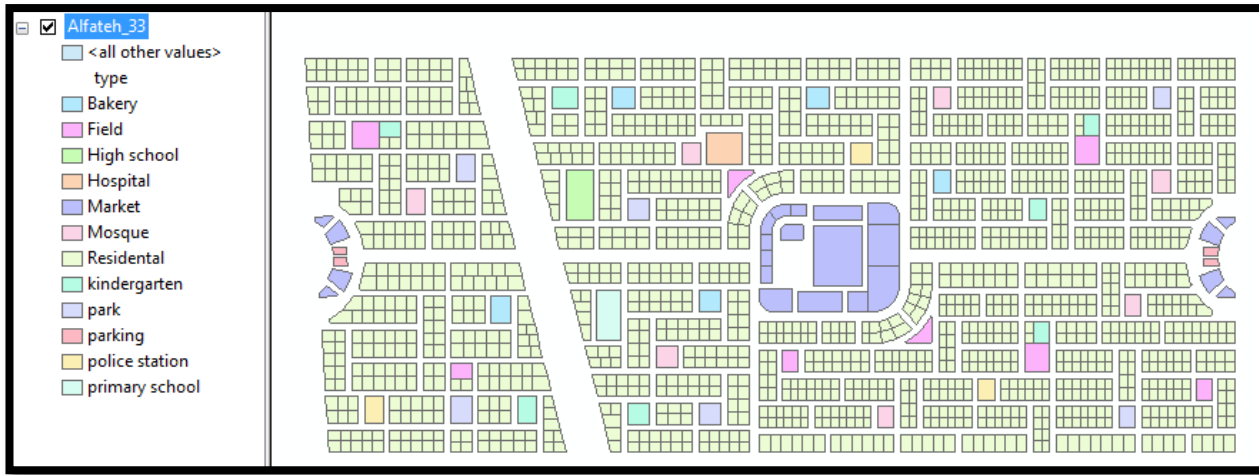 Alfateh_33
<all other values>
type
Bakery
Field
High school
Hospital
Market
Mosque
Residental
kindergarten
park
parking
police station
primary school